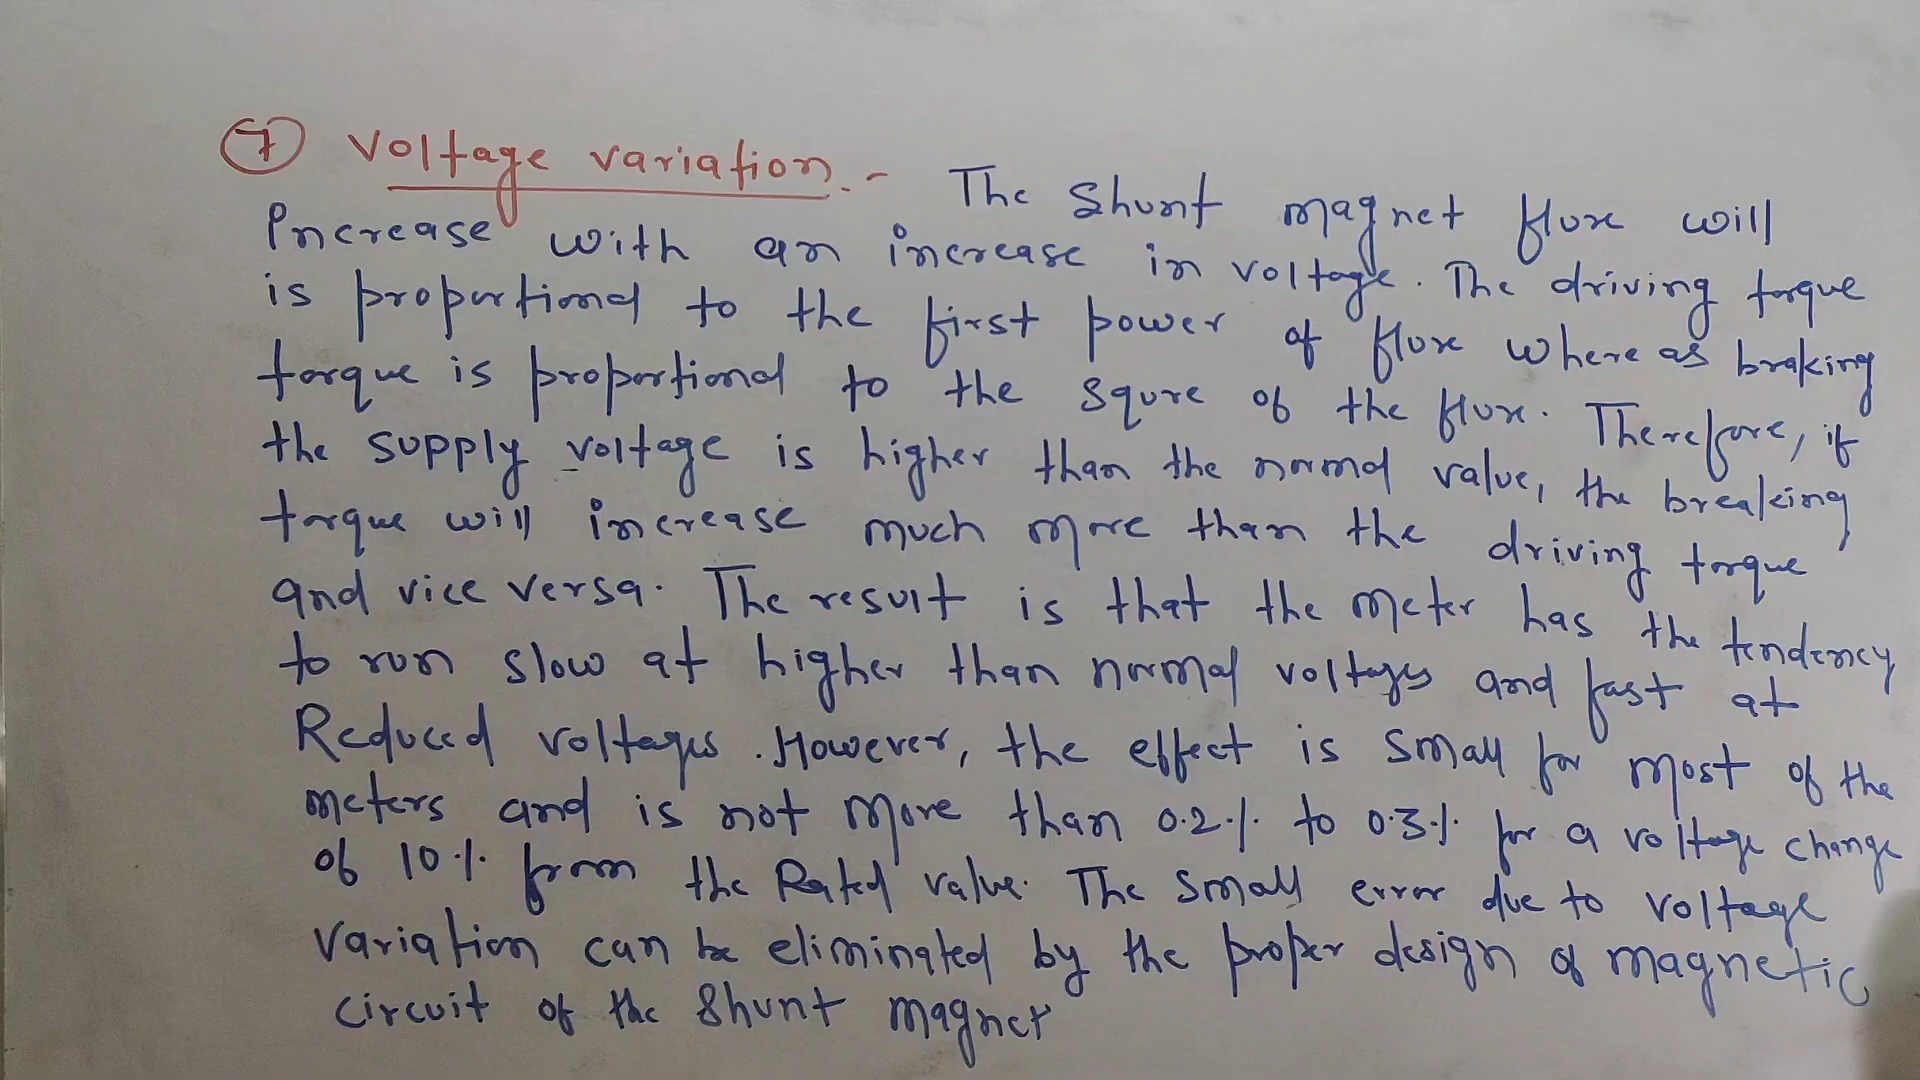 7 Voltage variation.- The Shunt magnet flux will
Increase with an increase in voltage. The driving torque
is proportional to the first power of flux where as braking
torque is proportional to the squre of the flux. Therefore, if
the supply voltage is higher than the normal value, the breaking
torque will increase much more than the driving torque
and vice versa. The result is that the meter has the tendency
to run slow at higher than normal voltages and fast at
Reduced voltages. However, the effect is small for most of the
meters and is not more than 0.2% to 0.3% for a voltage change
of 10% from the Rated value. The small error due to voltage
variation can be eliminated by the proper design of magnetic
circuit of the Shunt magnet